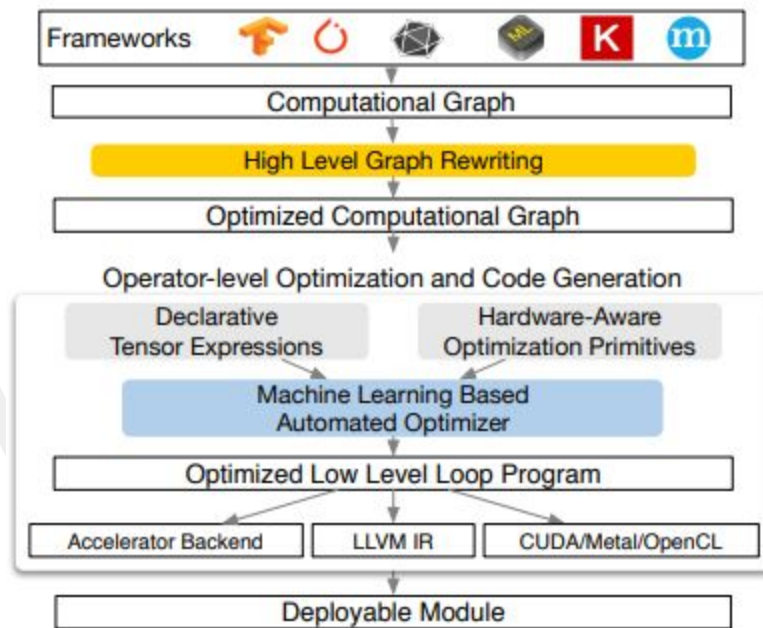 Frameworks
ML K m
Computational Graph
High Level Graph Rewriting
Optimized Computational Graph
Operator-level Optimization and Code Generation
Declarative
Tensor Expressions
Hardware-Aware
Optimization Primitives
Machine Learning Based
Automated Optimizer
Optimized Low Level Loop Program
Accelerator Backend
LLVM IR
CUDA/Metal/OpenCL
Deployable Module